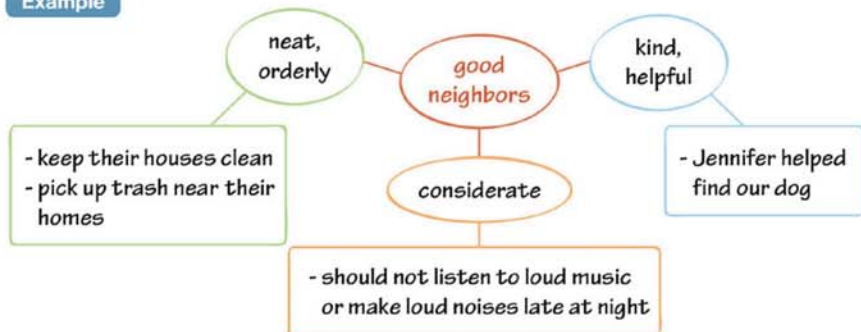 Example
neat,
orderly
good
neighbors
kind,
helpful
- keep their houses clean
- pick up trash near their
homes
considerate
- Jennifer helped
find our dog
- should not listen to loud music
or make loud noises late at night